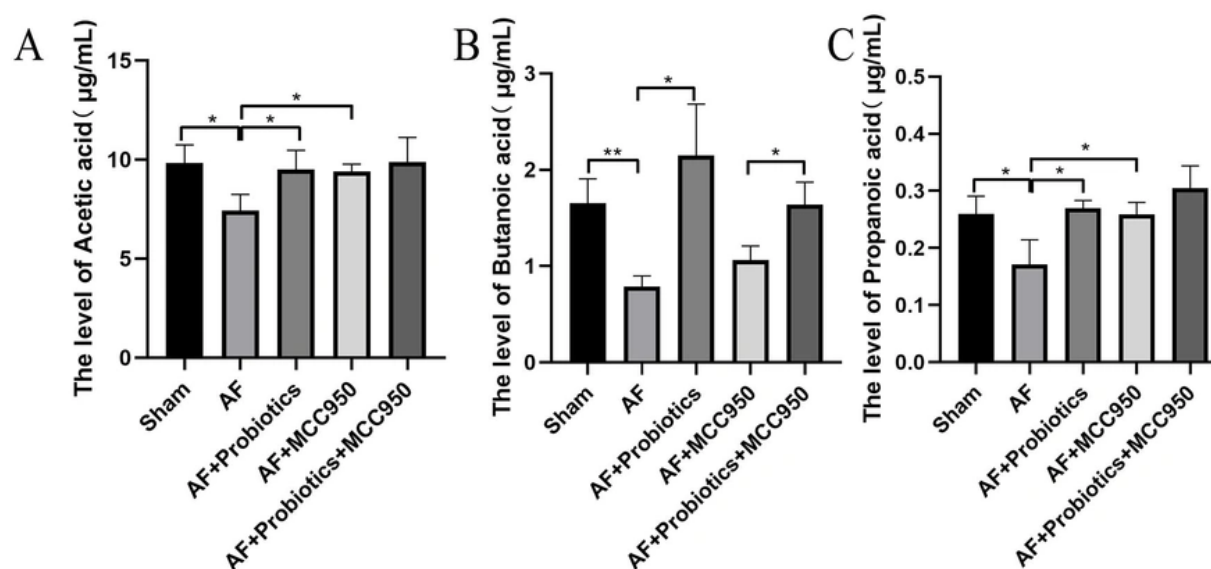 A
The level of Acetic acid( μg/mL)
15
10
5
0
* * *
Sham
AF
AF+Probiotics
AF+MCC950
AF+Probiotics+MCC950
B
The level of Butanoic acid( μg/mL)
3
2
1
0
** * *
Sham
AF
AF+Probiotics
AF+MCC950
AF+Probiotics+MCC950
C
The level of Propanoic acid( μg/mL)
0.5
0.4
0.3
0.2
0.1
0.0
* * *
Sham
AF
AF+Probiotics
AF+MCC950
AF+Probiotics+MCC950